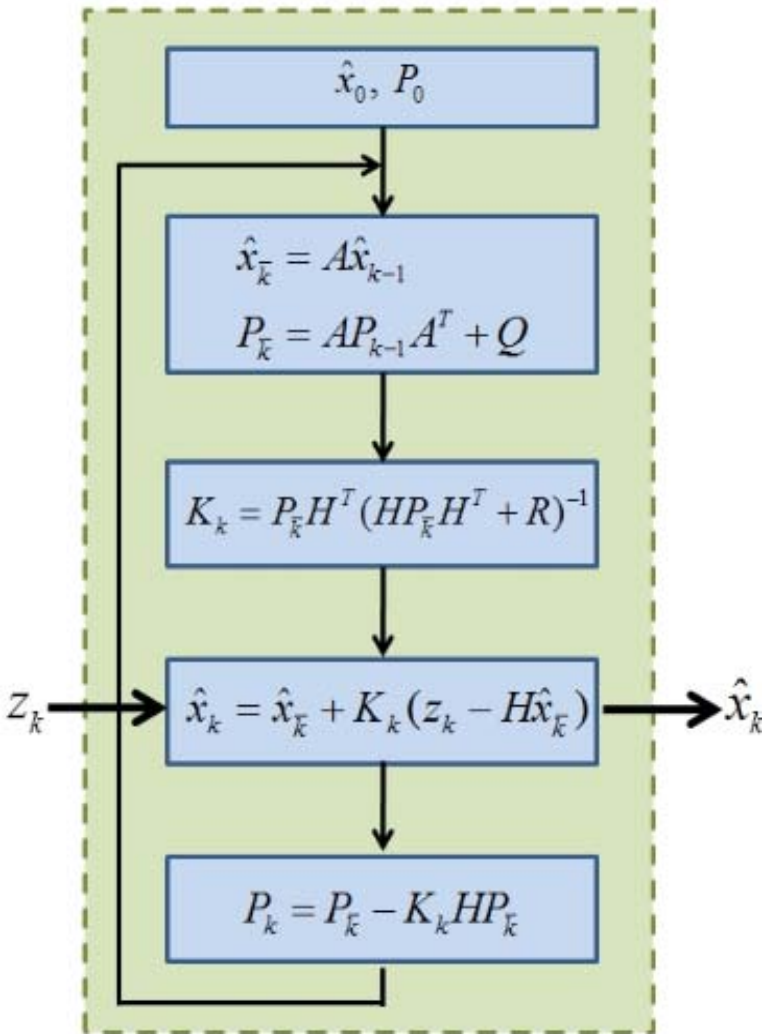 x̂₀, P₀
x̂_k̄ = Ax̂_{k−1}
P_k̄ = AP_{k−1}A^T + Q
K_k = P_k̄H^T(HP_k̄H^T + R)^{−1}
z_k
x̂_k = x̂_k̄ + K_k(z_k − Hx̂_k̄)
x̂_k
P_k = P_k̄ − K_kHP_k̄